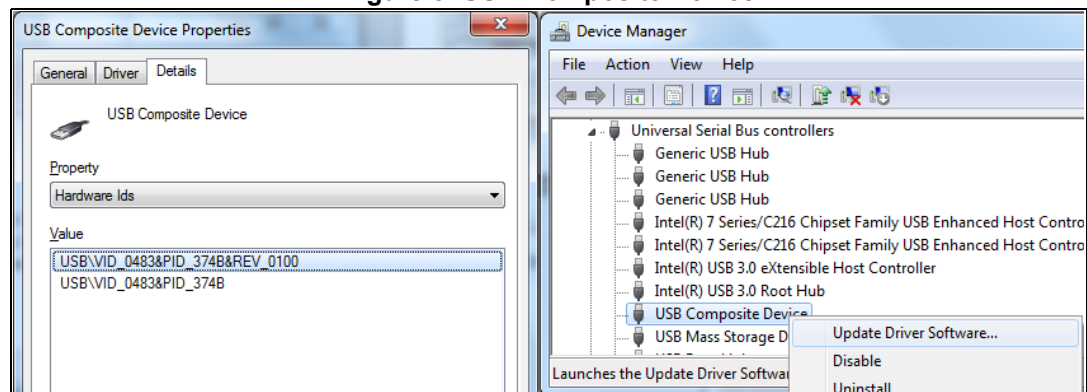 USB Composite Device Properties
General Driver Details
USB Composite Device
Property
Hardware Ids
Value
USB\VID_0483&PID_374B&REV_0100
USB\VID_0483&PID_374B
Device Manager
File Action View Help
Universal Serial Bus controllers
Generic USB Hub
Generic USB Hub
Generic USB Hub
Intel(R) 7 Series/C216 Chipset Family USB Enhanced Host Contro
Intel(R) 7 Series/C216 Chipset Family USB Enhanced Host Contro
Intel(R) USB 3.0 eXtensible Host Controller
Intel(R) USB 3.0 Root Hub
USB Composite Device
USB Mass Storage D
Update Driver Software...
Disable
Uninstall
Launches the Update Driver Softwar